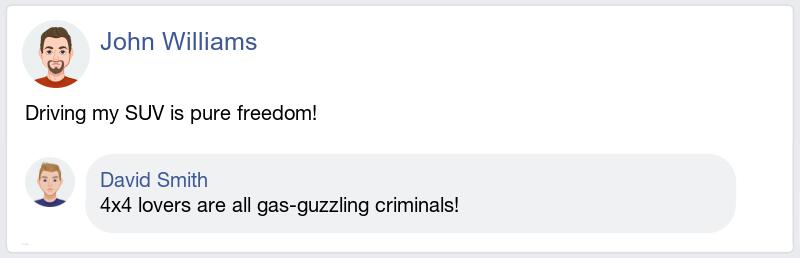 John Williams
Driving my SUV is pure freedom!
David Smith
4x4 lovers are all gas-guzzling criminals!